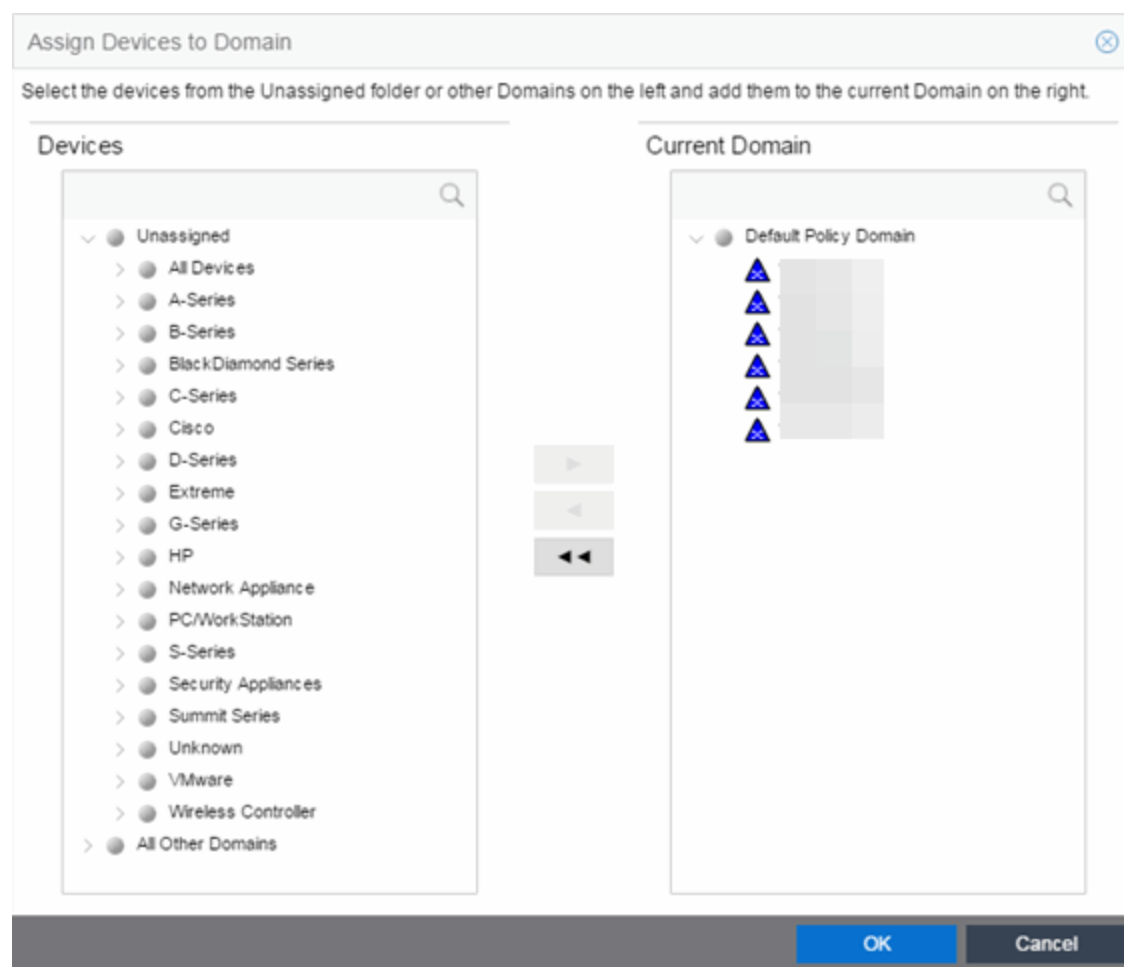 Assign Devices to Domain
Select the devices from the Unassigned folder or other Domains on the left and add them to the current Domain on the right.
Devices
Unassigned
All Devices
A-Series
B-Series
BlackDiamond Series
C-Series
Cisco
D-Series
Extreme
G-Series
HP
Network Appliance
PC/WorkStation
S-Series
Security Appliances
Summit Series
Unknown
VMware
Wireless Controller
All Other Domains
Current Domain
Default Policy Domain
OK
Cancel